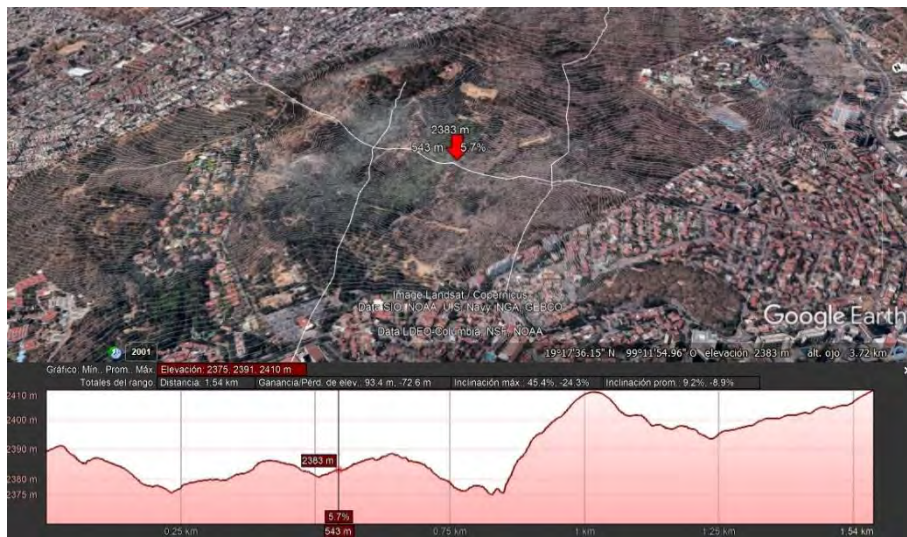 2383 m
543 m 5.7%
Image Landsat / Copernicus
Data SIO, NOAA, U.S. Navy, NGA, GEBCO
Data LDEO-Columbia, NSF, NOAA
Google Earth
2001
19°17'36.15" N 99°11'54.96" O elevación 2383 m alt. ojo 3.72 km
Gráfico: Mín., Prom., Máx. Elevación: 2375, 2391, 2410 m
Totales del rango: Distancia: 1.54 km Ganancia/Pérd. de elev.: 93.4 m, -72.6 m Inclinación máx.: 45.4%, -24.3% Inclinación prom.: 9.2%, -8.9%
2410 m
2400 m
2390 m
2383 m
2380 m
2375 m
5.7%
0.25 km 543 m 0.75 km 1 km 1.25 km 1.54 km